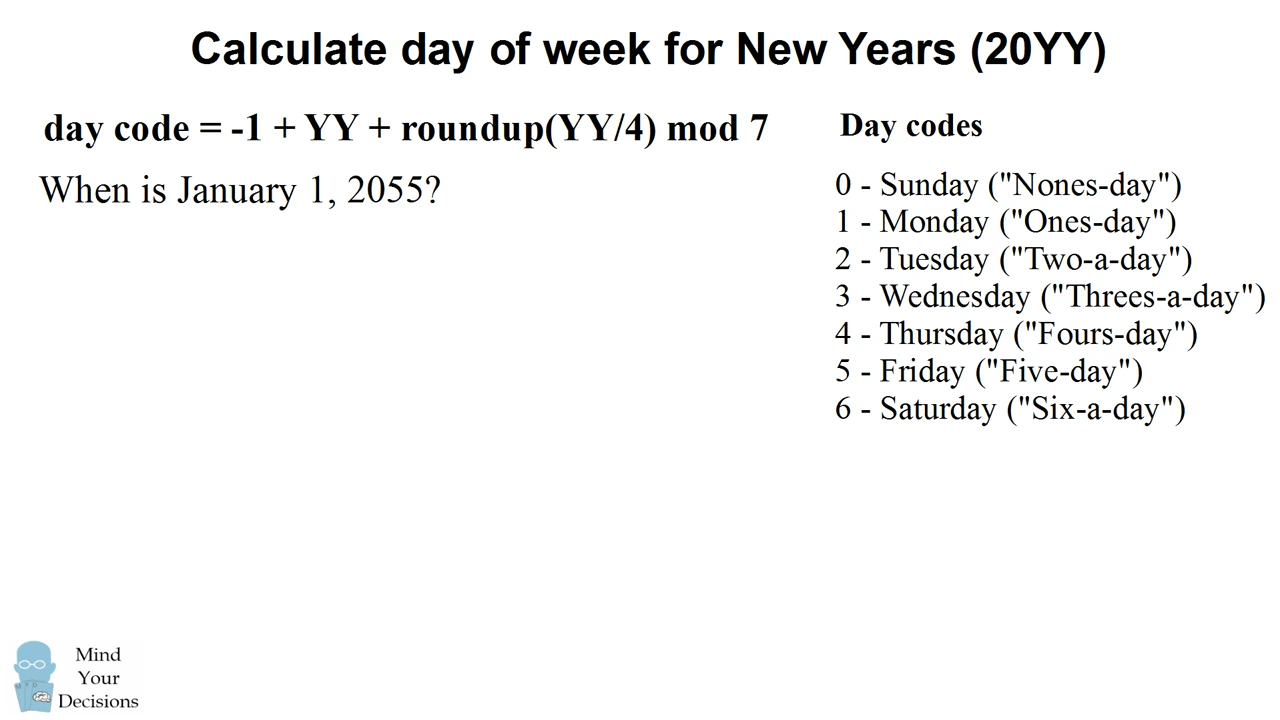 Calculate day of week for New Years (20YY)
day code = -1 + YY + roundup(YY/4) mod 7
When is January 1, 2055?
Day codes
0 - Sunday ("Nones-day")
1 - Monday ("Ones-day")
2 - Tuesday ("Two-a-day")
3 - Wednesday ("Threes-a-day")
4 - Thursday ("Fours-day")
5 - Friday ("Five-day")
6 - Saturday ("Six-a-day")
Mind
Your
Decisions